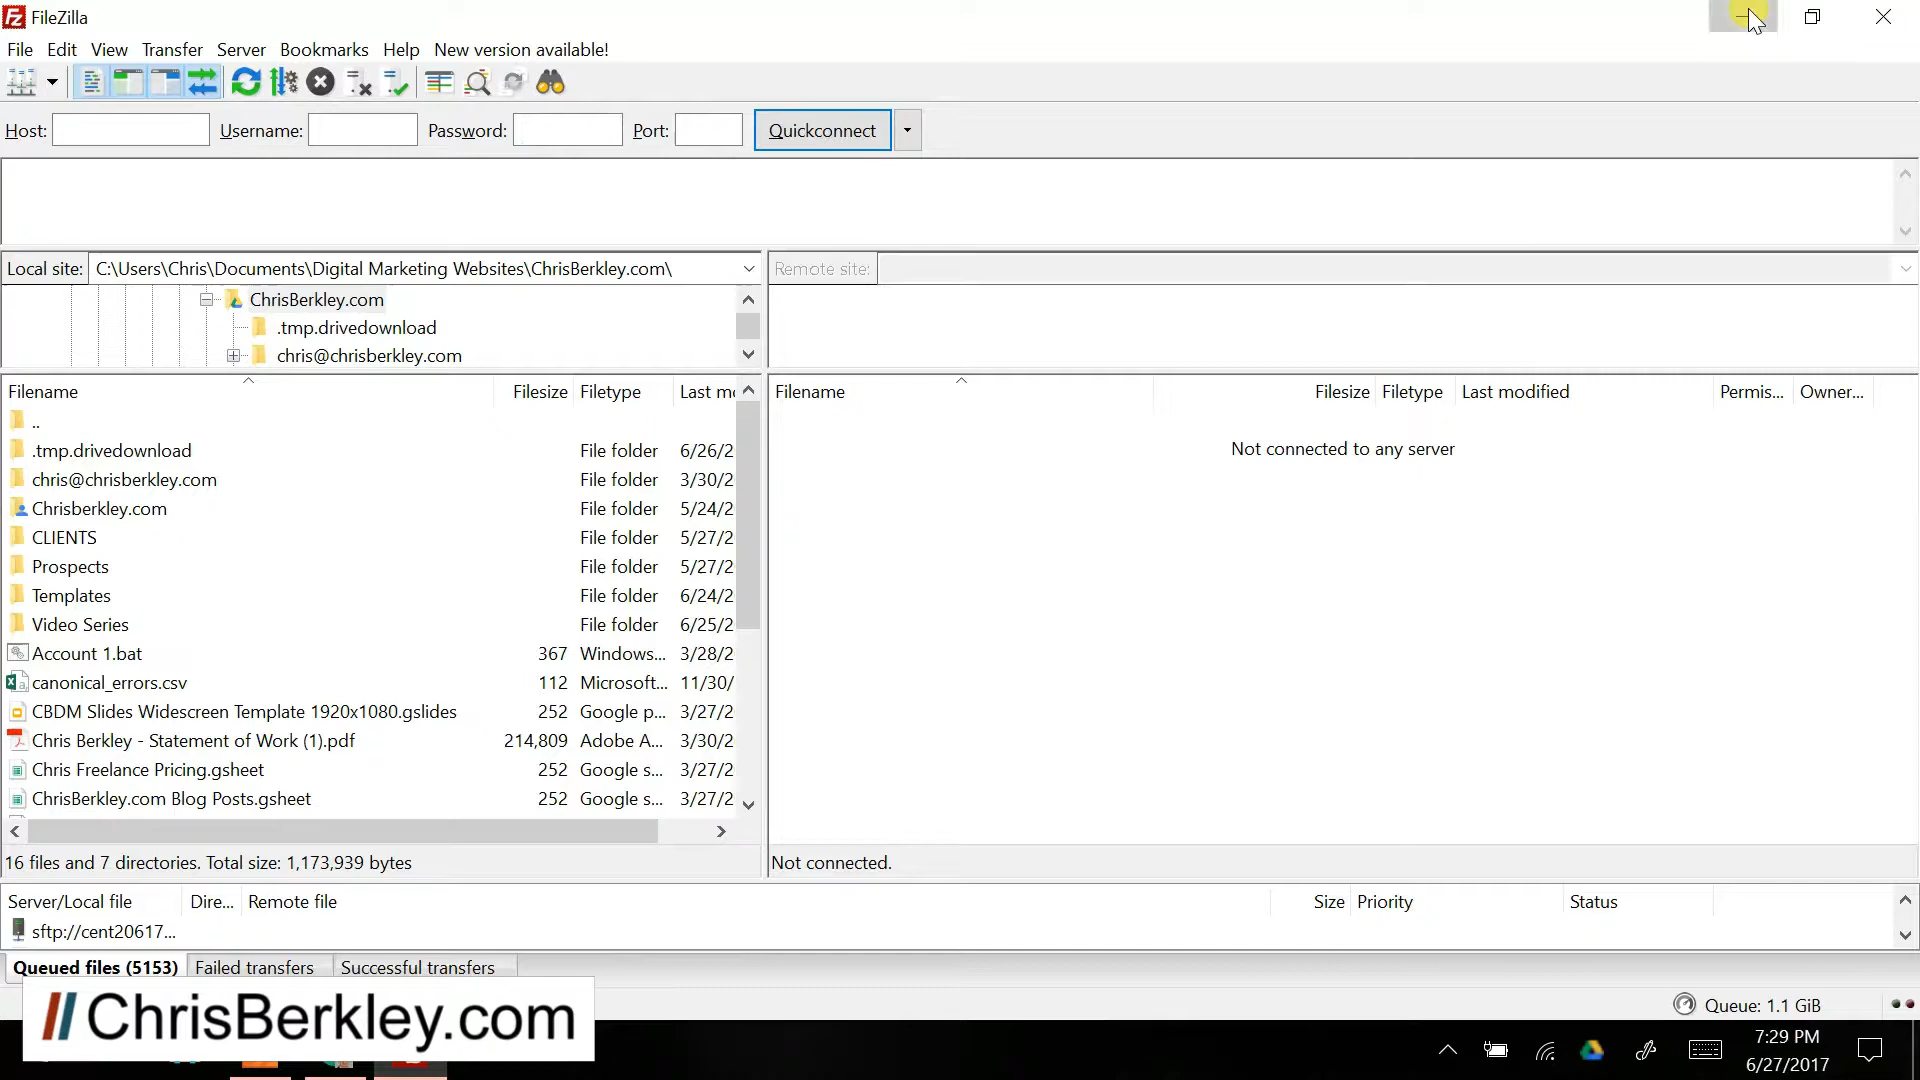 FileZilla
File Edit View Transfer Server Bookmarks Help New version available!
Host: Username: Password: Port: Quickconnect
Local site: C:\Users\Chris\Documents\Digital Marketing Websites\ChrisBerkley.com\
Remote site:
ChrisBerkley.com
.tmp.drivedownload
chris@chrisberkley.com
Filename Filesize Filetype Last m
..
.tmp.drivedownload File folder 6/26/2
chris@chrisberkley.com File folder 3/30/2
Chrisberkley.com File folder 5/24/2
CLIENTS File folder 5/27/2
Prospects File folder 5/27/2
Templates File folder 6/24/2
Video Series File folder 6/25/2
Account 1.bat 367 Windows... 3/28/2
canonical_errors.csv 112 Microsoft... 11/30/
CBDM Slides Widescreen Template 1920x1080.gslides 252 Google p... 3/27/2
Chris Berkley - Statement of Work (1).pdf 214,809 Adobe A... 3/30/2
Chris Freelance Pricing.gsheet 252 Google s... 3/27/2
ChrisBerkley.com Blog Posts.gsheet 252 Google s... 3/27/2
16 files and 7 directories. Total size: 1,173,939 bytes
Filename Filesize Filetype Last modified Permis... Owner...
Not connected to any server
Not connected.
Server/Local file Dire... Remote file Size Priority Status
sftp://cent20617...
Queued files (5153) Failed transfers Successful transfers
Queue: 1.1 GiB
//ChrisBerkley.com
7:29 PM
6/27/2017